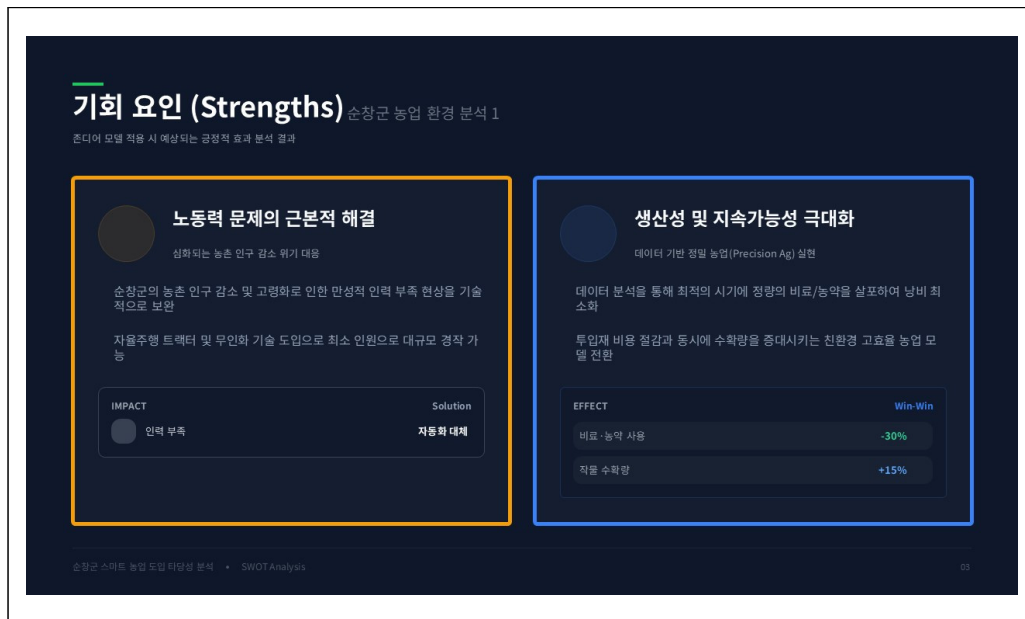 기회 요인 (Strengths) 순창군 농업 환경 분석 1
존디어 모델 적용 시 예상되는 긍정적 효과 분석 결과
노동력 문제의 근본적 해결
심화되는 농촌 인구 감소 위기 대응
순창군의 농촌 인구 감소 및 고령화로 인한 만성적 인력 부족 현상을 기술
적으로 보완
자율주행 트랙터 및 무인화 기술 도입으로 최소 인원으로 대규모 경작 가
능
IMPACT Solution
인력 부족 자동화 대체
생산성 및 지속가능성 극대화
데이터 기반 정밀 농업(Precision Ag) 실현
데이터 분석을 통해 최적의 시기에 정량의 비료/농약을 살포하여 낭비 최
소화
투입재 비용 절감과 동시에 수확량을 증대시키는 친환경 고효율 농업 모
델 전환
EFFECT Win-Win
비료·농약 사용 -30%
작물 수확량 +15%
순창군 스마트 농업 도입 타당성 분석 • SWOT Analysis 03